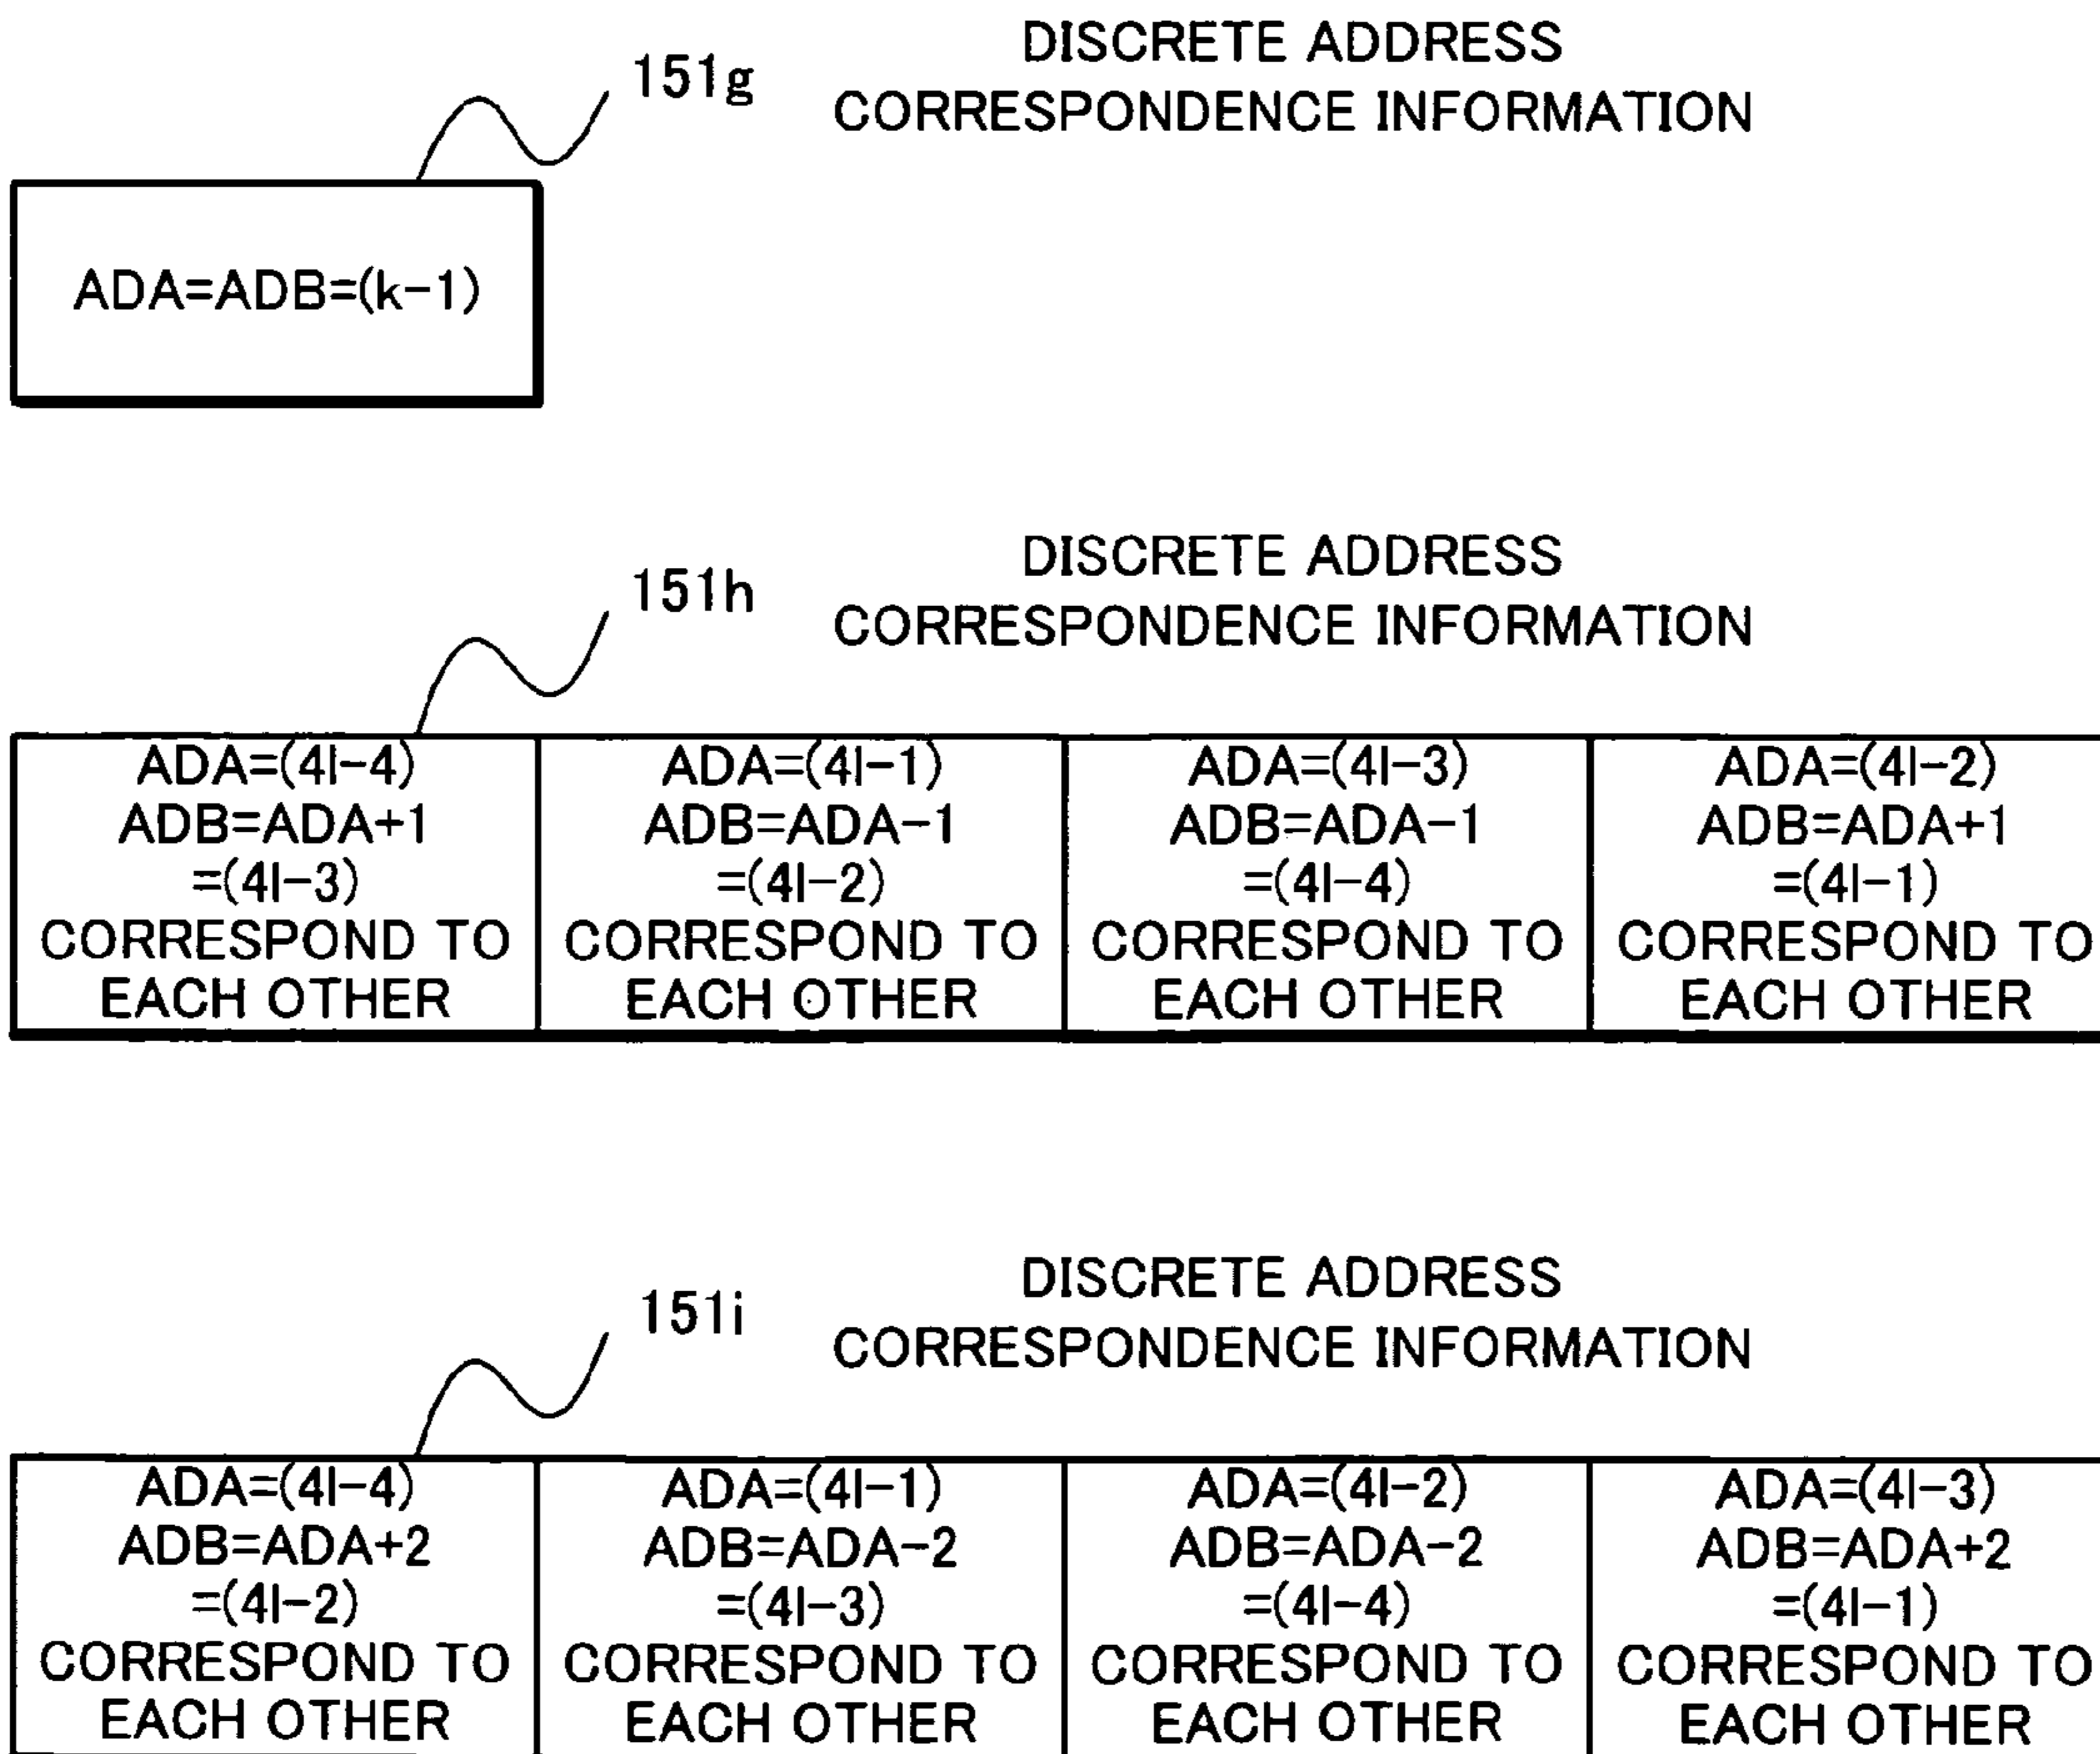 151g
DISCRETE ADDRESS
CORRESPONDENCE INFORMATION
ADA=ADB=(k-1)
151h
DISCRETE ADDRESS
CORRESPONDENCE INFORMATION
ADA=(4l-4)
ADB=ADA+1
=(4l-3)
CORRESPOND TO
EACH OTHER
ADA=(4l-1)
ADB=ADA-1
=(4l-2)
CORRESPOND TO
EACH OTHER
ADA=(4l-3)
ADB=ADA-1
=(4l-4)
CORRESPOND TO
EACH OTHER
ADA=(4l-2)
ADB=ADA+1
=(4l-1)
CORRESPOND TO
EACH OTHER
151i
DISCRETE ADDRESS
CORRESPONDENCE INFORMATION
ADA=(4l-4)
ADB=ADA+2
=(4l-2)
CORRESPOND TO
EACH OTHER
ADA=(4l-1)
ADB=ADA-2
=(4l-3)
CORRESPOND TO
EACH OTHER
ADA=(4l-2)
ADB=ADA-2
=(4l-4)
CORRESPOND TO
EACH OTHER
ADA=(4l-3)
ADB=ADA+2
=(4l-1)
CORRESPOND TO
EACH OTHER